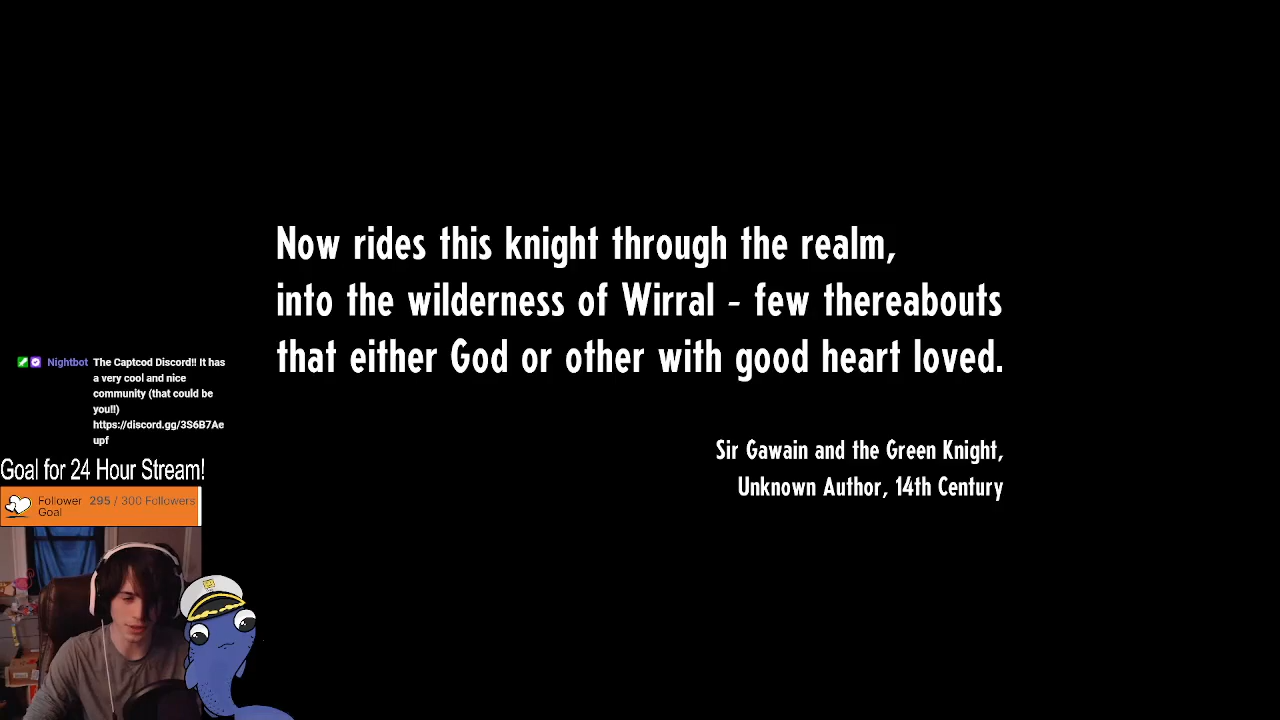 Now rides this knight through the realm,
into the wilderness of Wirral - few thereabouts
that either God or other with good heart loved.
Sir Gawain and the Green Knight,
Unknown Author, 14th Century
Nightbot The Captcod Discord!! It has
a very cool and nice
community (that could be
you!!)
https://discord.gg/3S6B7Ae
upf
Goal for 24 Hour Stream!
Follower 295 / 300 Followers
Goal